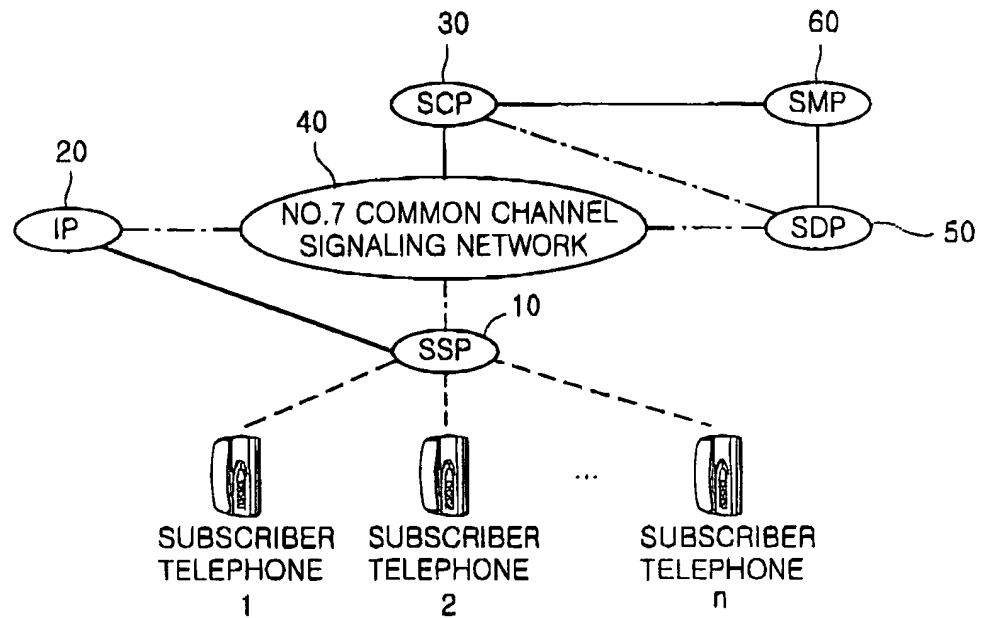 30
60
SCP
SMP
40
20
NO.7 COMMON CHANNEL
SIGNALING NETWORK
IP
SDP
50
10
SSP
...
SUBSCRIBER
TELEPHONE
1
SUBSCRIBER
TELEPHONE
2
SUBSCRIBER
TELEPHONE
n